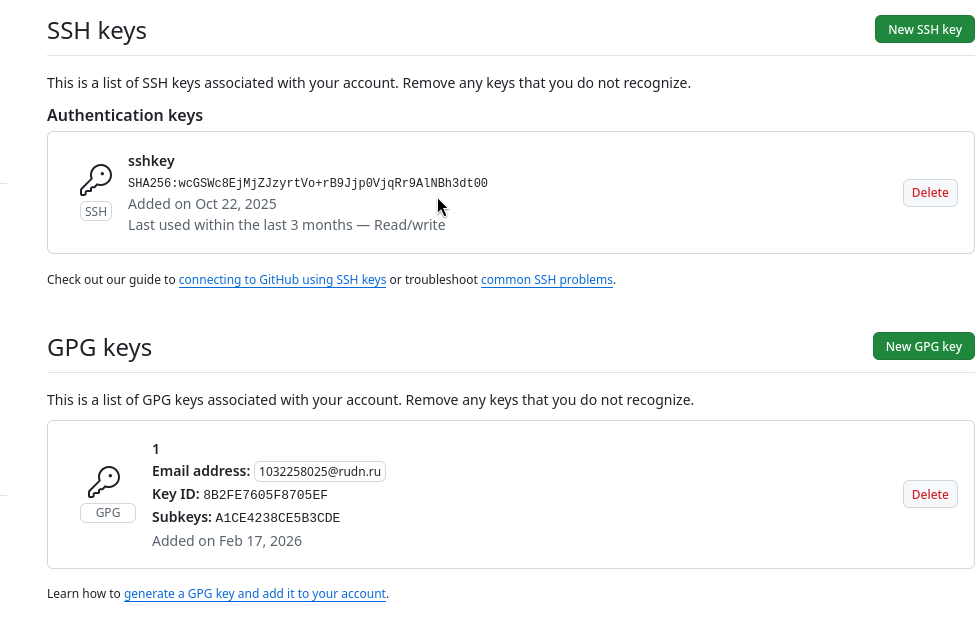 SSH keys
New SSH key
This is a list of SSH keys associated with your account. Remove any keys that you do not recognize.
Authentication keys
sshkey
SHA256:wcGSWc8EjMjZJzyrtVo+rB9Jjp0VjqRr9AlNBh3dt00
Added on Oct 22, 2025
Last used within the last 3 months — Read/write
SSH
Delete
Check out our guide to connecting to GitHub using SSH keys or troubleshoot common SSH problems.
GPG keys
New GPG key
This is a list of GPG keys associated with your account. Remove any keys that you do not recognize.
1
Email address: 1032258025@rudn.ru
Key ID: 8B2FE7605F8705EF
Subkeys: A1CE4238CE5B3CDE
Added on Feb 17, 2026
GPG
Delete
Learn how to generate a GPG key and add it to your account.